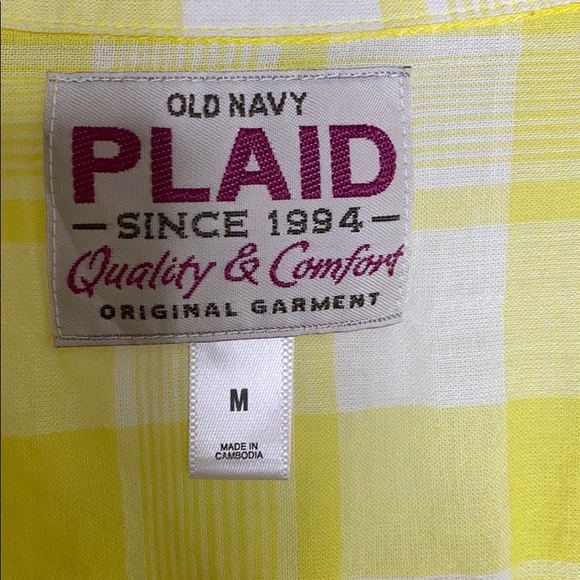 OLD NAVY
PLAID
— SINCE 1994 —
Quality & Comfort
ORIGINAL GARMENT
M
MADE IN
CAMBODIA